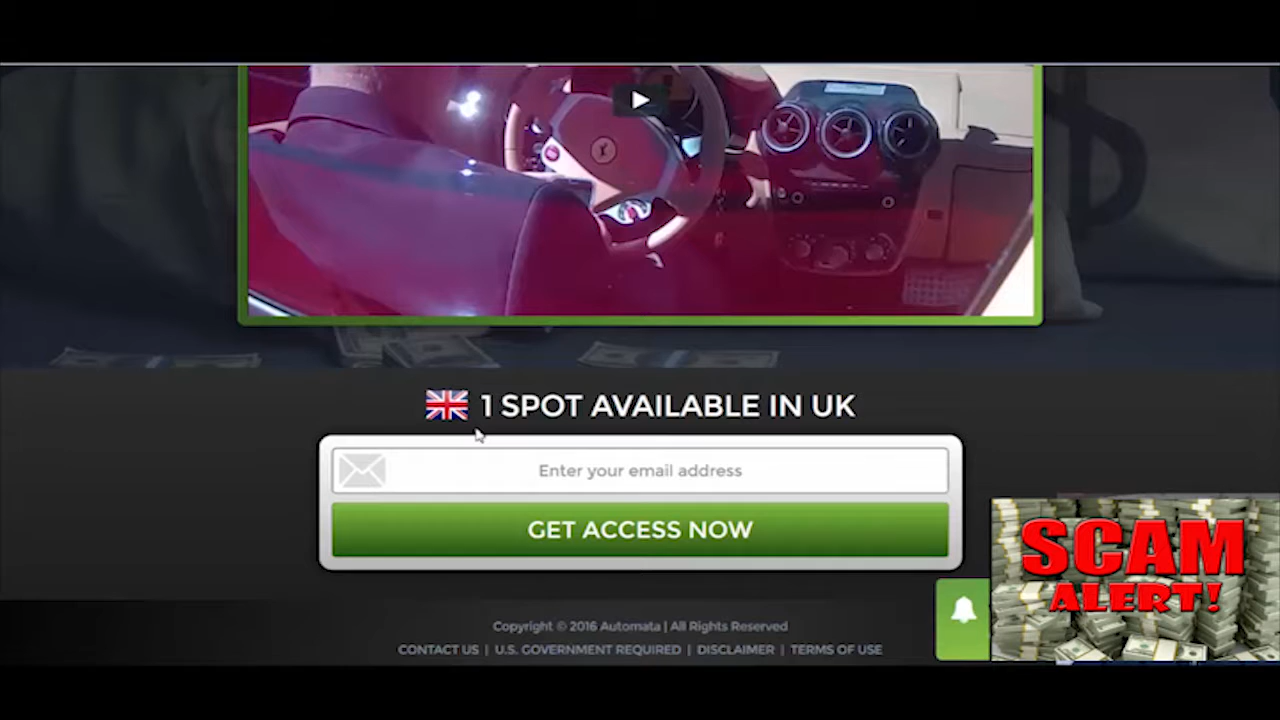 1 SPOT AVAILABLE IN UK
Enter your email address
GET ACCESS NOW
SCAM
ALERT!
Copyright © 2016 Automata | All Rights Reserved
CONTACT US | U.S. GOVERNMENT REQUIRED | DISCLAIMER | TERMS OF USE